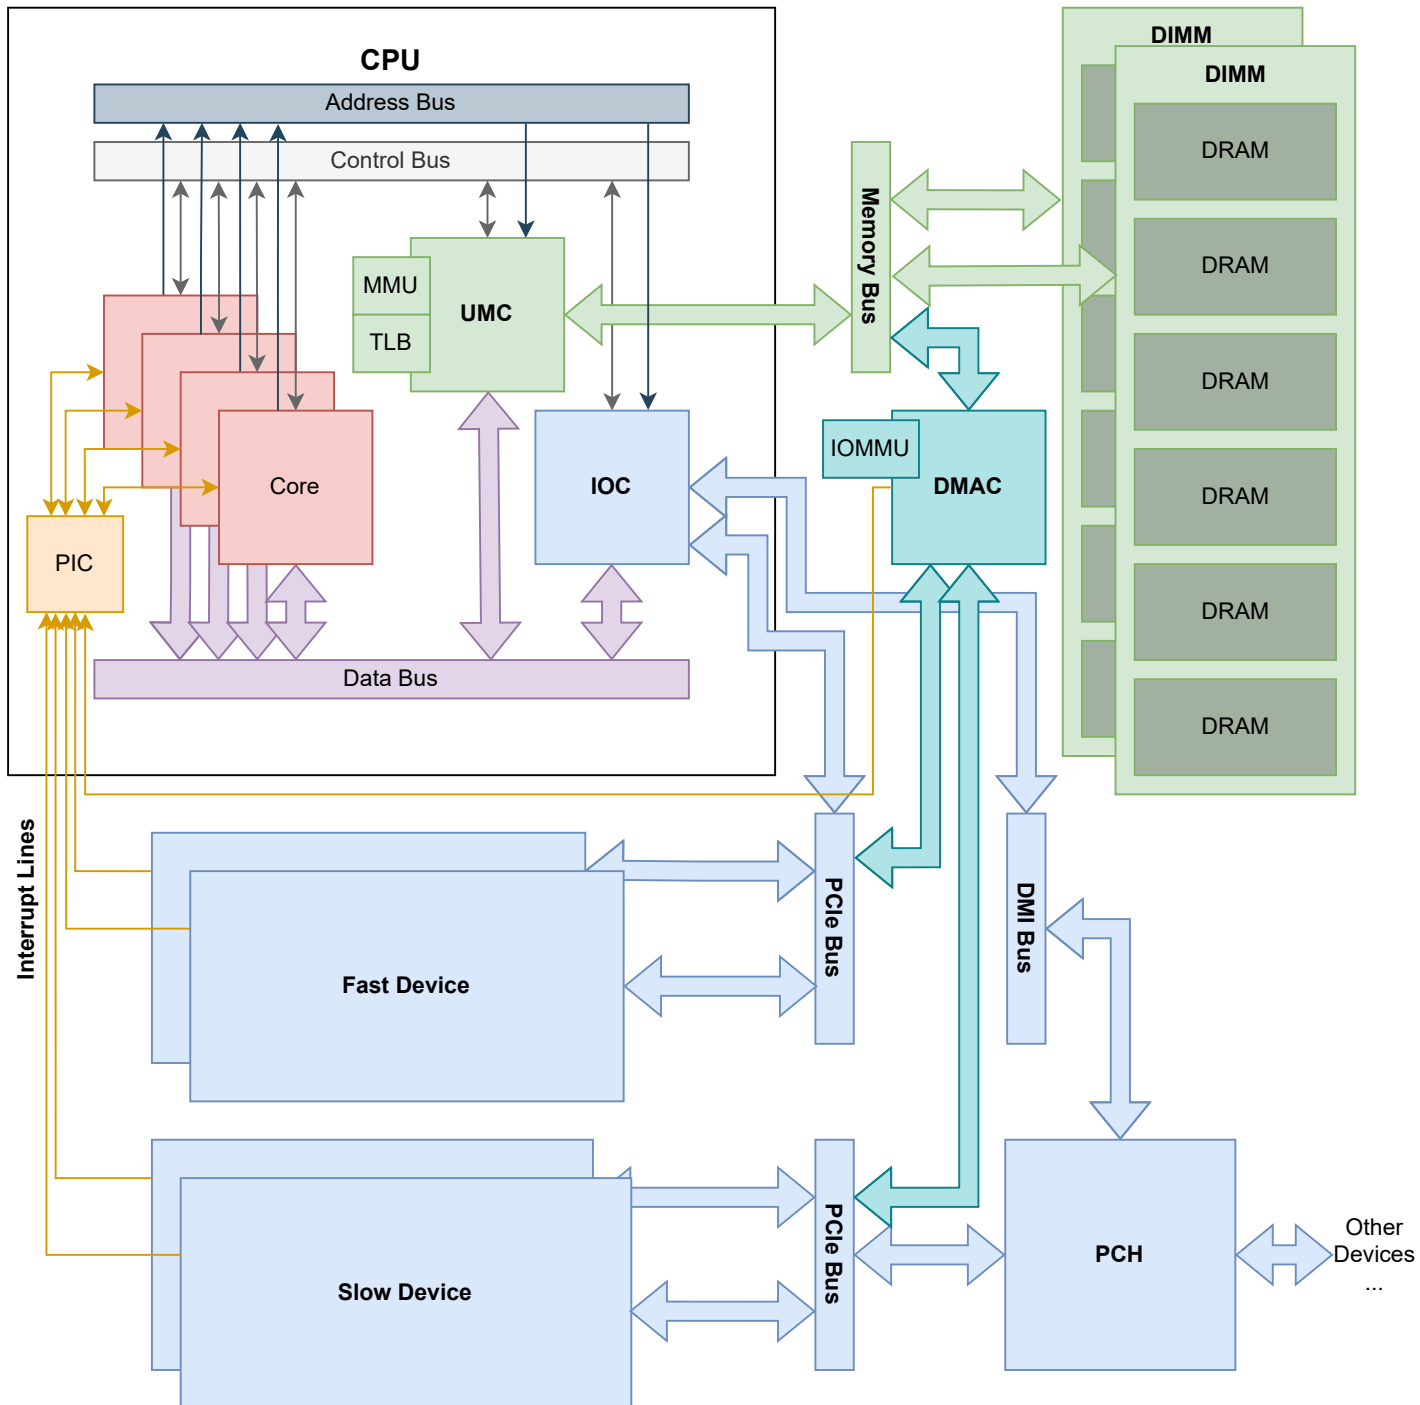 DIMM
CPU
DIMM
Address Bus
DRAM
Control Bus
Memory Bus
DRAM
MMU
UMC
TLB
DRAM
IOMMU
Core
IOC
DMAC
DRAM
PIC
DRAM
Data Bus
DRAM
Interrupt Lines
PCIe Bus
DMI Bus
Fast Device
PCIe Bus
PCH
Other
Devices
...
Slow Device